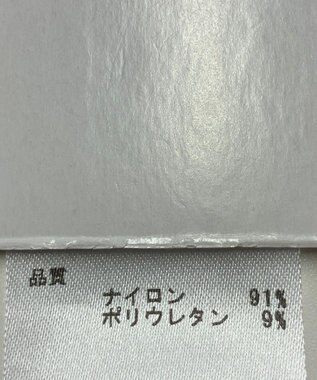 品質
ナイロン 91%
ポリウレタン 9%